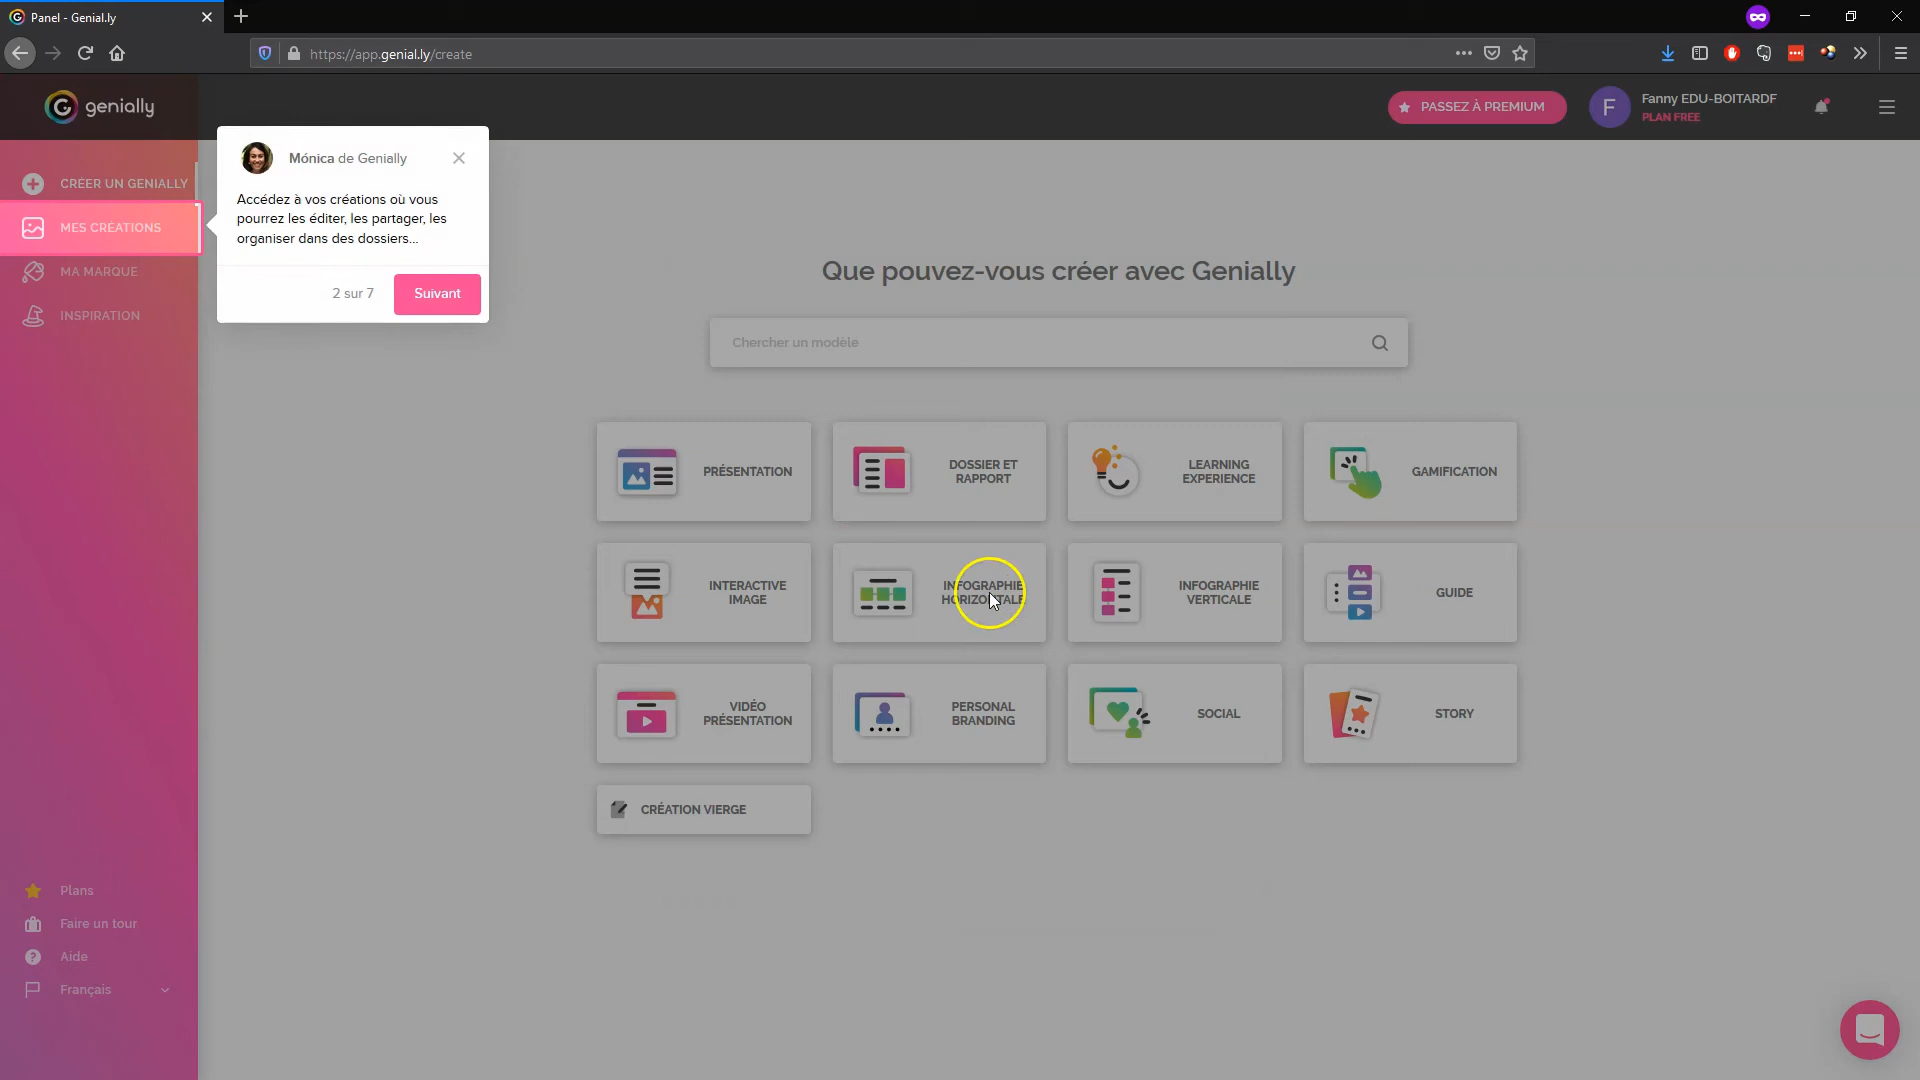 Panel - Genial.ly
https://app.genial.ly/create
genially
PASSEZ À PREMIUM
F
Fanny EDU-BOITARDF
PLAN FREE
CRÉER UN GENIALLY
MES CRÉATIONS
MA MARQUE
INSPIRATION
Mónica de Genially
Accédez à vos créations où vous
pourrez les éditer, les partager, les
organiser dans des dossiers...
2 sur 7
Suivant
Que pouvez-vous créer avec Genially
Chercher un modèle
PRÉSENTATION
DOSSIER ET
RAPPORT
LEARNING
EXPERIENCE
GAMIFICATION
INTERACTIVE
IMAGE
INFOGRAPHIE
HORIZONTALE
INFOGRAPHIE
VERTICALE
GUIDE
VIDÉO
PRÉSENTATION
PERSONAL
BRANDING
SOCIAL
STORY
CRÉATION VIERGE
Plans
Faire un tour
Aide
Français